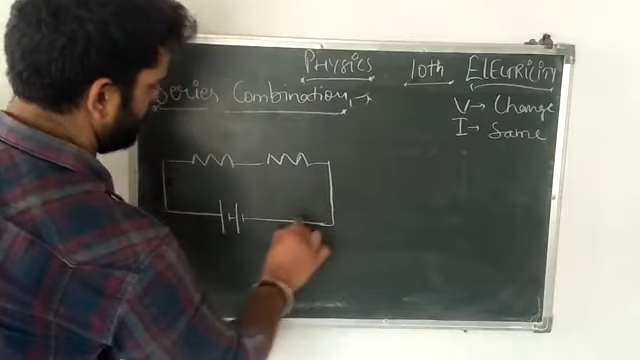 Physics 10th Electricity
Series Combination →
V → Change
I → Same